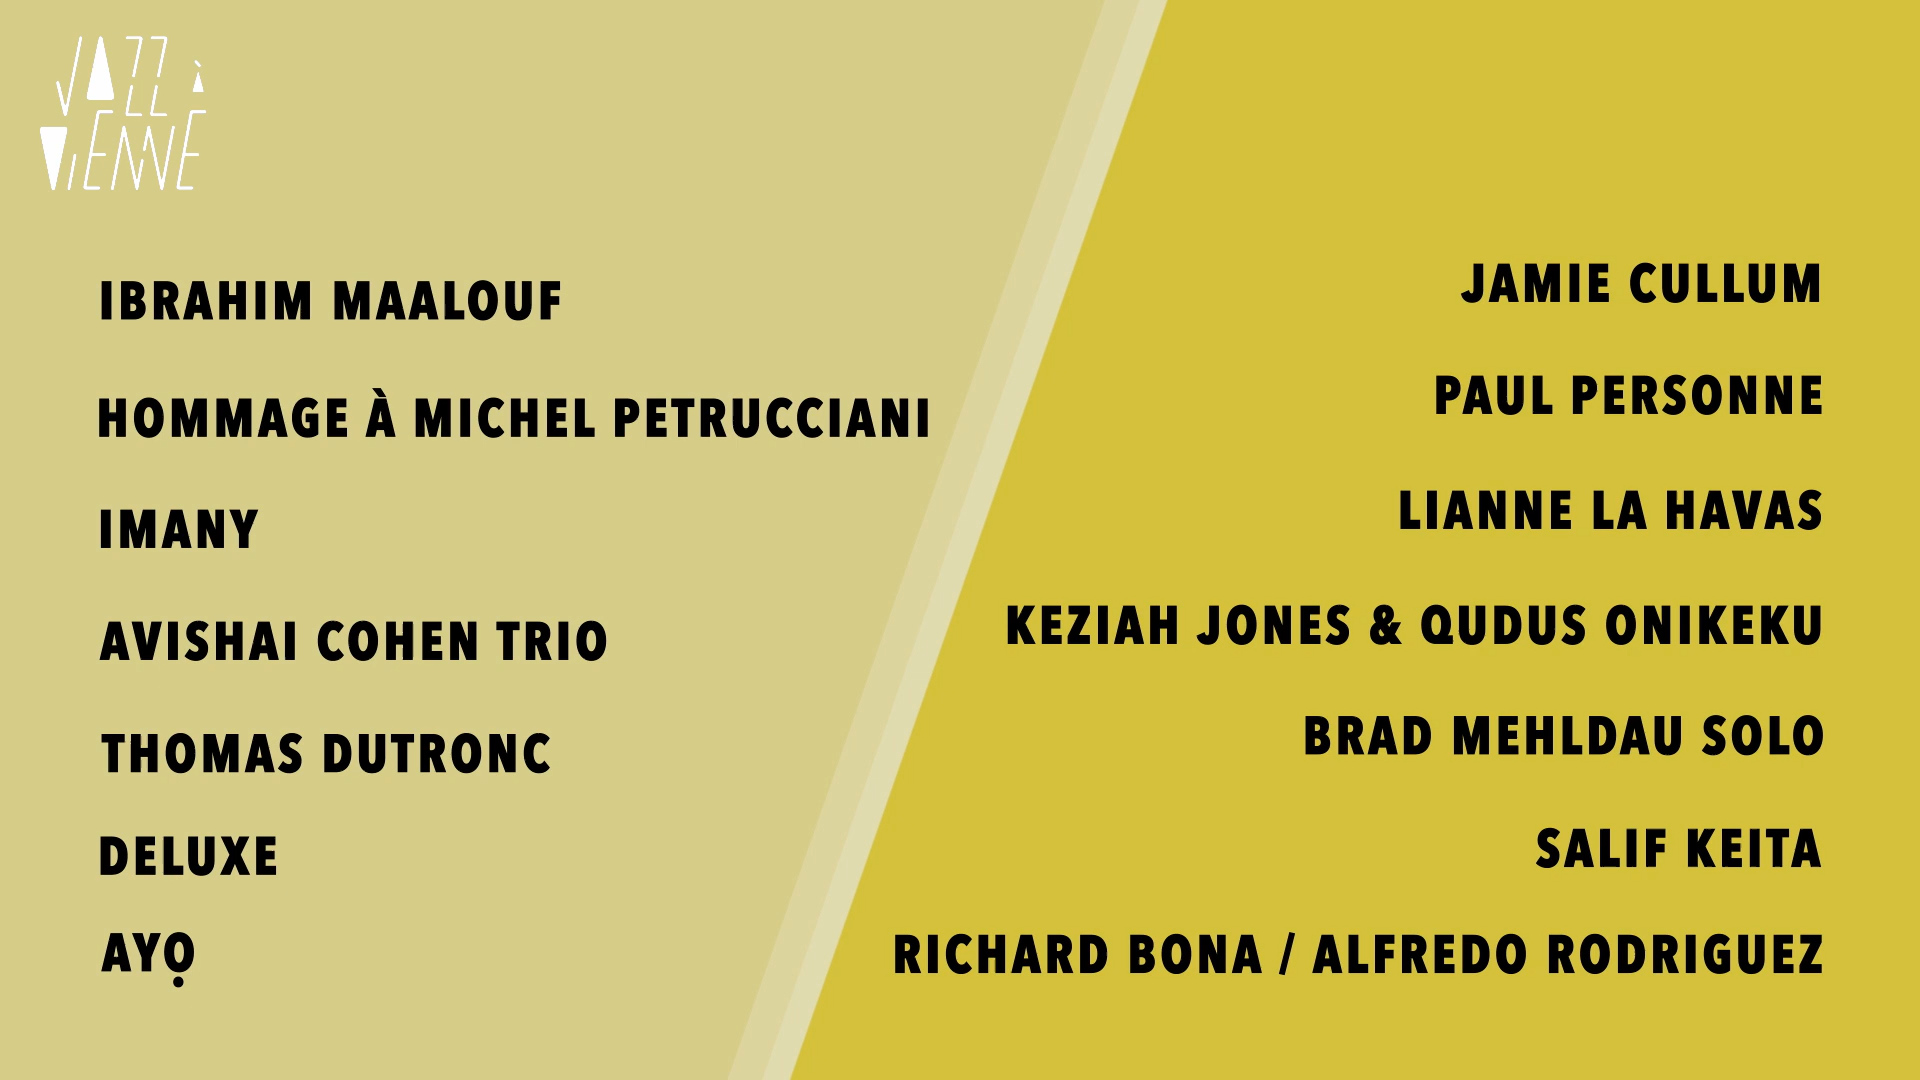 JAZZ À
VIENNE
IBRAHIM MAALOUF
HOMMAGE À MICHEL PETRUCCIANI
IMANY
AVISHAI COHEN TRIO
THOMAS DUTRONC
DELUXE
AYỌ
JAMIE CULLUM
PAUL PERSONNE
LIANNE LA HAVAS
KEZIAH JONES & QUDUS ONIKEKU
BRAD MEHLDAU SOLO
SALIF KEITA
RICHARD BONA / ALFREDO RODRIGUEZ